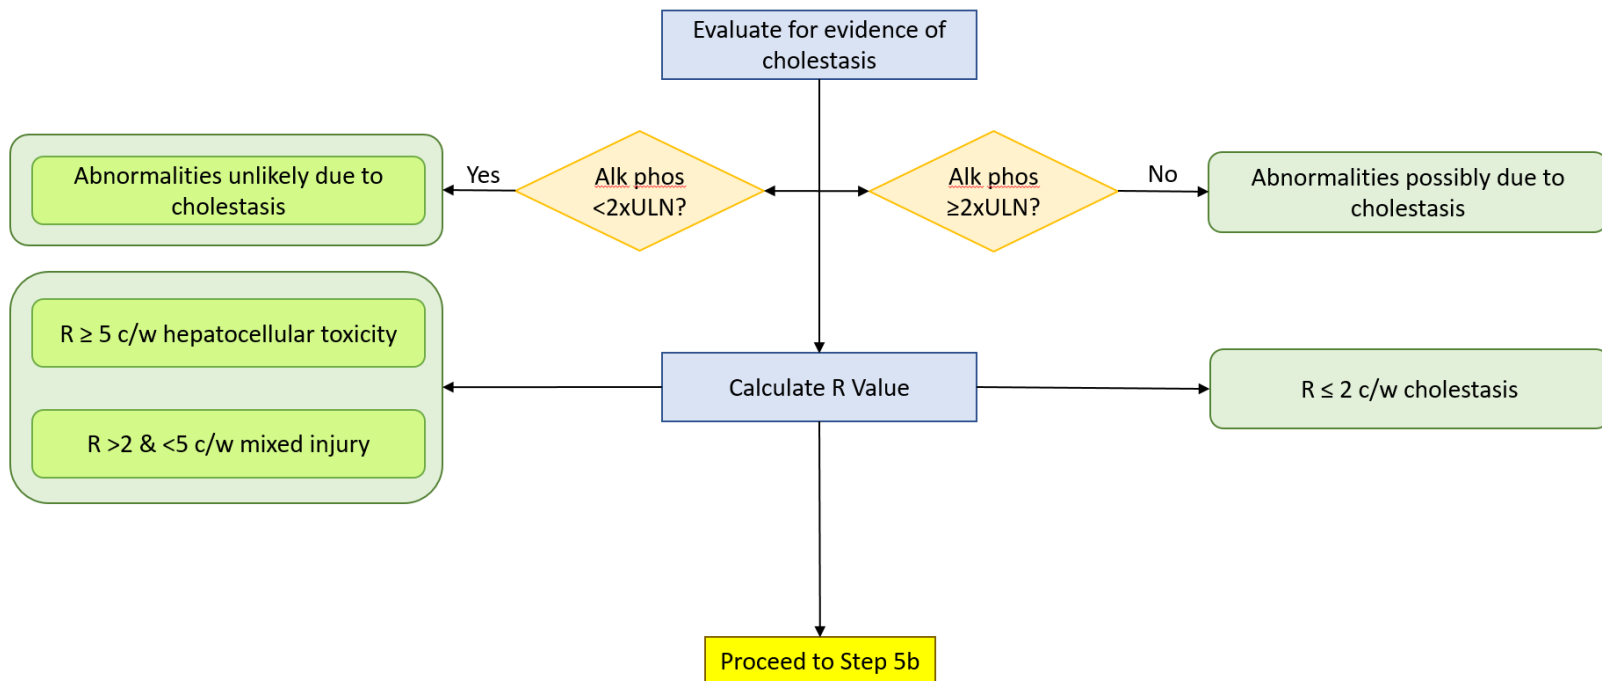 Evaluate for evidence of
cholestasis
Abnormalities unlikely due to
cholestasis
Yes
Alk phos
<2xULN?
Alk phos
≥2xULN?
No
Abnormalities possibly due to
cholestasis
R ≥ 5 c/w hepatocellular toxicity
R >2 & <5 c/w mixed injury
Calculate R Value
R ≤ 2 c/w cholestasis
Proceed to Step 5b